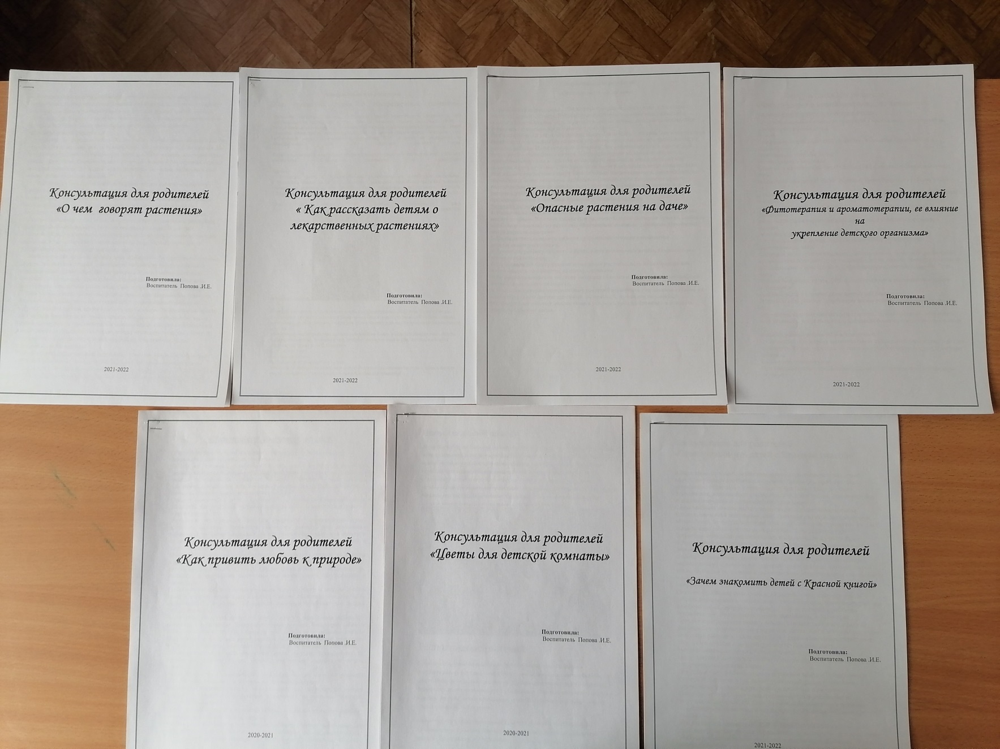 Консультация для родителей
«О чем говорят растения»
Подготовила:
Воспитатель Попова .И.Е.
2021-2022
Консультация для родителей
« Как рассказать детям о
лекарственных растениях»
Подготовила:
Воспитатель Попова .И.Е.
2021-2022
Консультация для родителей
«Опасные растения на даче»
Подготовила:
Воспитатель Попова .И.Е.
2021-2022
Консультация для родителей
«Фитотерапия и ароматотерапии, ее влияние
на
укрепление детского организма»
Подготовила:
Воспитатель Попова .И.Е.
2021-2022
Консультация для родителей
«Как привить любовь к природе»
Подготовила:
Воспитатель Попова .И.Е.
2020-2021
Консультация для родителей
«Цветы для детской комнаты»
Подготовила:
Воспитатель Попова .И.Е.
2020-2021
Консультация для родителей
«Зачем знакомить детей с Красной книгой»
Подготовила:
Воспитатель Попова .И.Е.
2021-2022